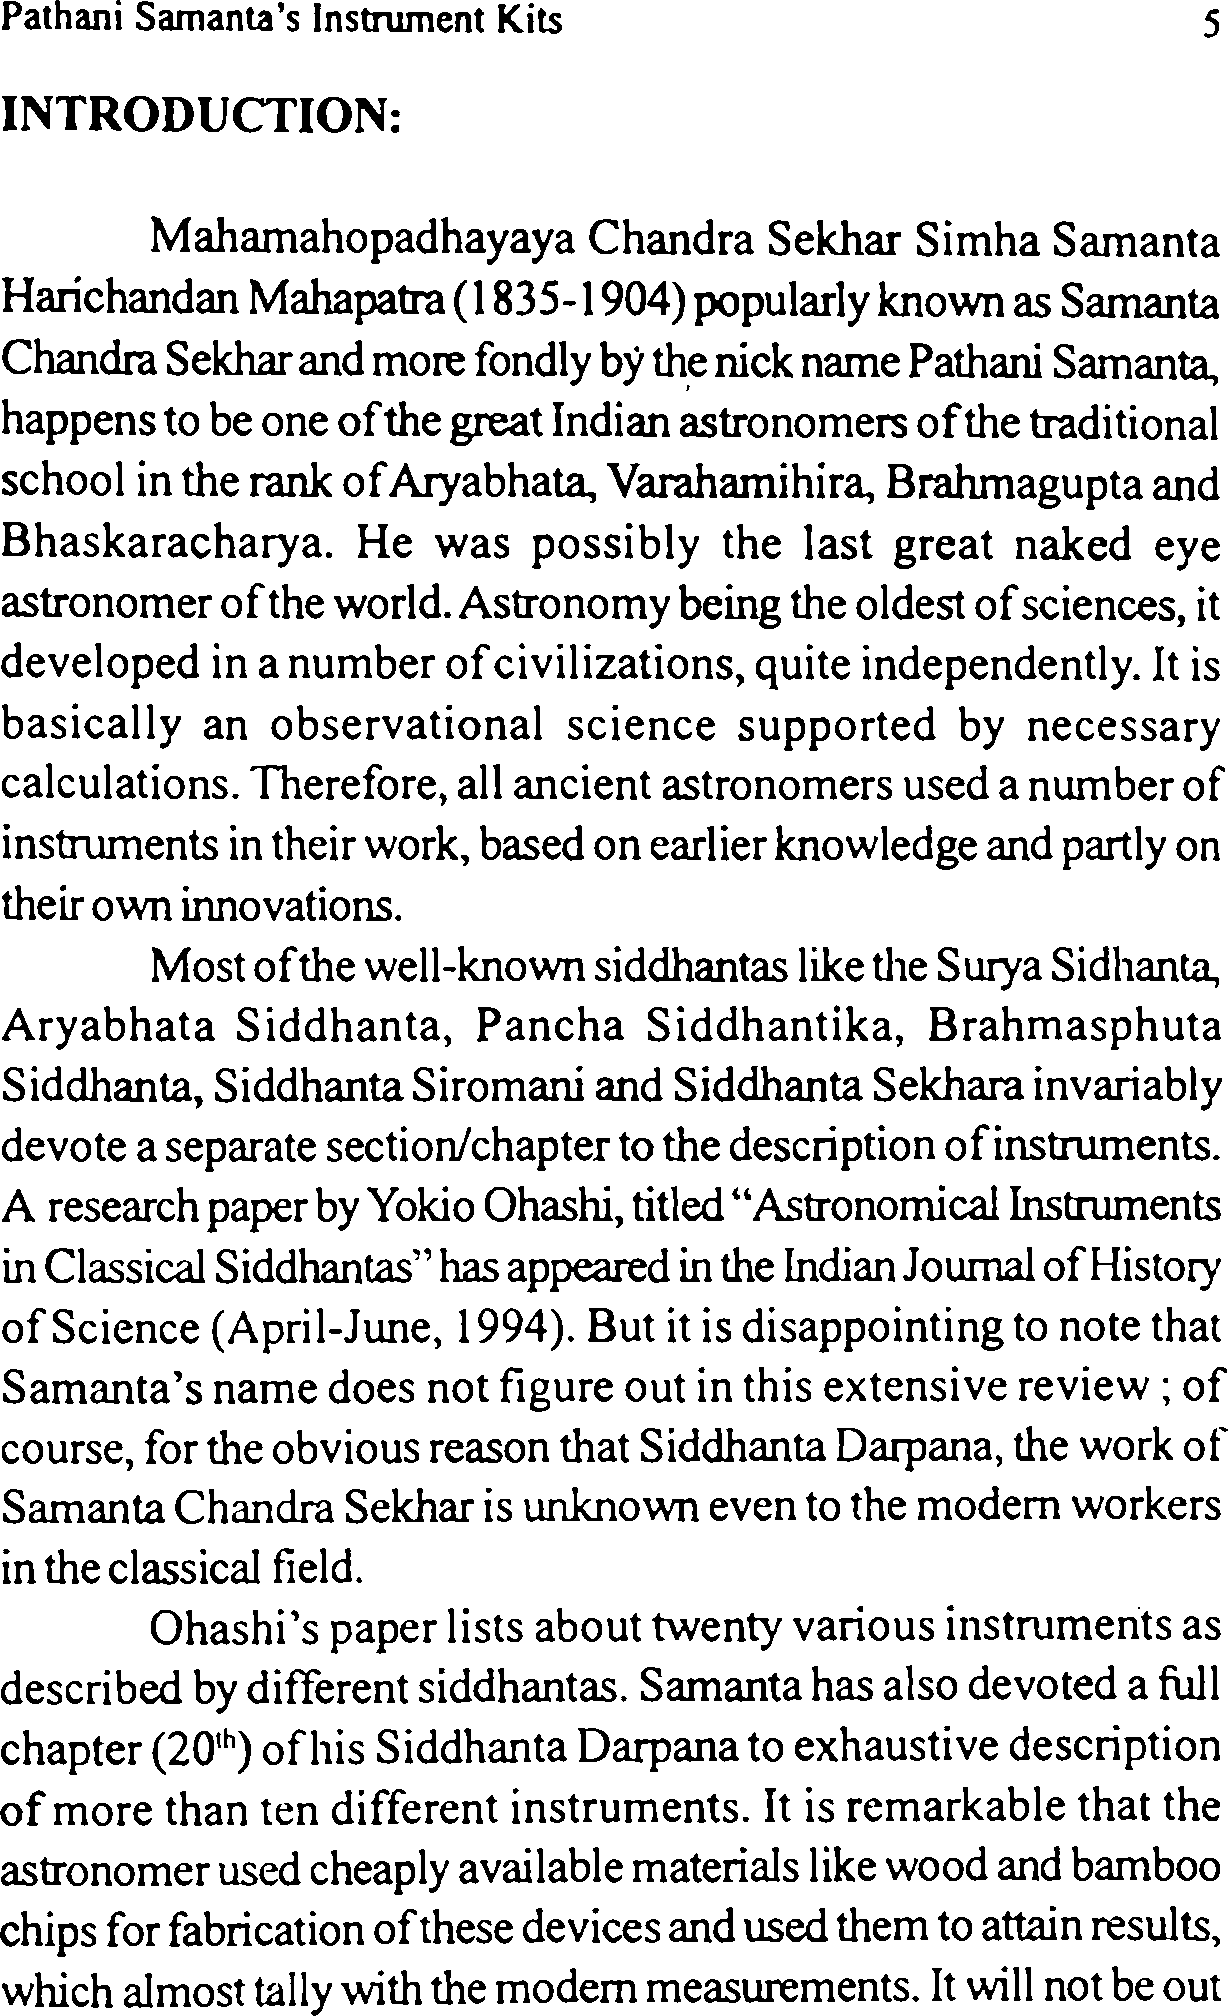 Pathani Samanta's Instrument Kits 5
INTRODUCTION:
Mahamahopadhayaya Chandra Sekhar Simha Samanta
Harichandan Mahapatra (1835-1904) popularly known as Samanta
Chandra Sekhar and more fondly by the nick name Pathani Samanta,
happens to be one of the great Indian astronomers of the traditional
school in the rank of Aryabhata, Varahamihira, Brahmagupta and
Bhaskaracharya. He was possibly the last great naked eye
astronomer of the world. Astronomy being the oldest of sciences, it
developed in a number of civilizations, quite independently. It is
basically an observational science supported by necessary
calculations. Therefore, all ancient astronomers used a number of
instruments in their work, based on earlier knowledge and partly on
their own innovations.
Most of the well-known siddhantas like the Surya Sidhanta,
Aryabhata Siddhanta, Pancha Siddhantika, Brahmasphuta
Siddhanta, Siddhanta Siromani and Siddhanta Sekhara invariably
devote a separate section/chapter to the description of instruments.
A research paper by Yokio Ohashi, titled "Astronomical Instruments
in Classical Siddhantas" has appeared in the Indian Journal of History
of Science (April-June, 1994). But it is disappointing to note that
Samanta's name does not figure out in this extensive review ; of
course, for the obvious reason that Siddhanta Darpana, the work of
Samanta Chandra Sekhar is unknown even to the modern workers
in the classical field.
Ohashi's paper lists about twenty various instruments as
described by different siddhantas. Samanta has also devoted a full
chapter (20th) of his Siddhanta Darpana to exhaustive description
of more than ten different instruments. It is remarkable that the
astronomer used cheaply available materials like wood and bamboo
chips for fabrication of these devices and used them to attain results,
which almost tally with the modern measurements. It will not be out